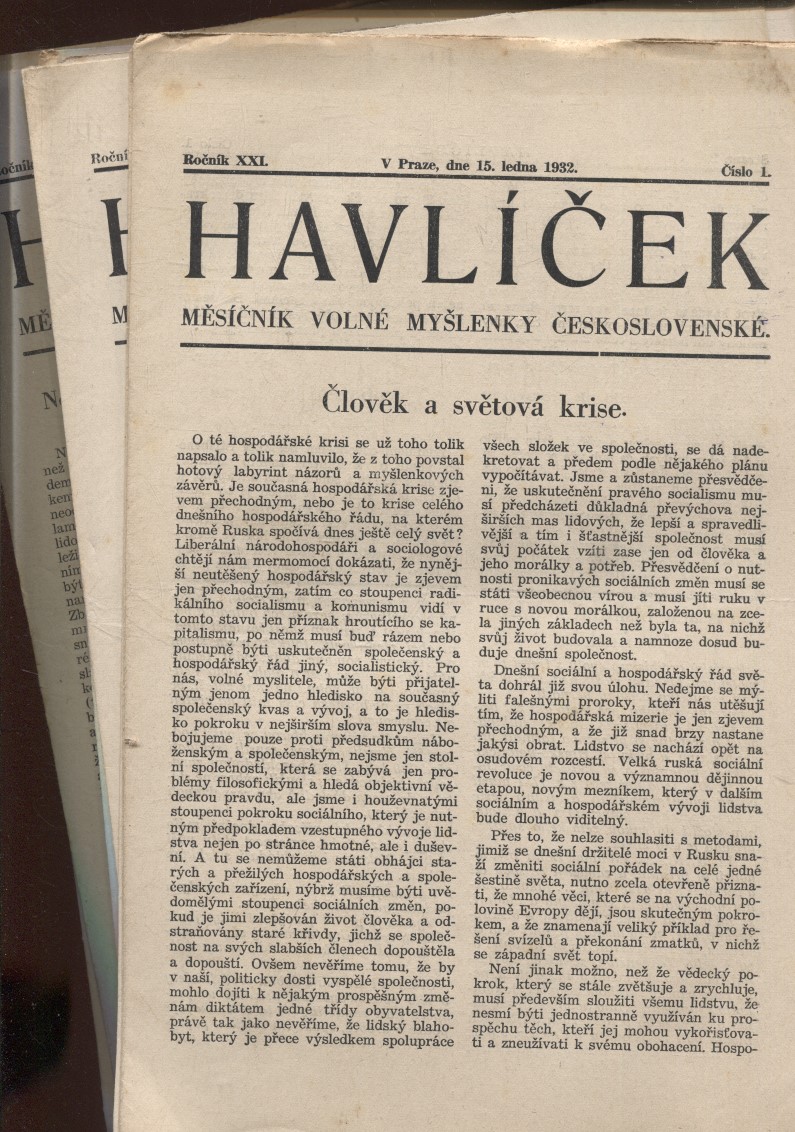 Ročník XXI.
V Praze, dne 15. ledna 1932.
Číslo 1.
HAVLÍČEK
MĚSÍČNÍK VOLNÉ MYŠLENKY ČESKOSLOVENSKÉ.
Člověk a světová krise.
O té hospodářské krisi se už toho tolik
napsalo a tolik namluvilo, že z toho povstal
hotový labyrint názorů a myšlenkových
závěrů. Je současná hospodářská krise zje-
vem přechodným, nebo je to krise celého
dnešního hospodářského řádu, na kterém
kromě Ruska spočívá dnes ještě celý svět?
Liberální národohospodáři a sociologové
chtějí nám mermomocí dokázati, že nyněj-
ší neutěšený hospodářský stav je zjevem
jen přechodným, zatím co stoupenci radi-
kálního socialismu a komunismu vidí v
tomto stavu jen příznak hroutícího se ka-
pitalismu, po němž musí buď rázem nebo
postupně býti uskutečněn společenský a
hospodářský řád jiný, socialistický. Pro
nás, volné myslitele, může býti přijatel-
ným jenom jedno hledisko na současný
společenský kvas a vývoj, a to je hledis-
ko pokroku v nejširším slova smyslu. Ne-
bojujeme pouze proti předsudkům nábo-
ženským a společenským, nejsme jen stol-
ní společností, která se zabývá jen pro-
blémy filosofickými a hledá objektivní vě-
deckou pravdu, ale jsme i houževnatými
stoupenci pokroku sociálního, který je nut-
ným předpokladem vzestupného vývoje lid-
stva nejen po stránce hmotné, ale i dušev-
ní. A tu se nemůžeme státi obhájci sta-
rých a přežilých hospodářských a spole-
čenských zařízení, nýbrž musíme býti uvě-
domělými stoupenci sociálních změn, po-
kud je jimi zlepšován život člověka a od-
straňovány staré křivdy, jichž se společ-
nost na svých slabších členech dopouštěla
a dopouští. Ovšem nevěříme tomu, že by
v naší, politicky dosti vyspělé společnosti,
mohlo dojíti k nějakým prospěšným změ-
nám diktátem jedné třídy obyvatelstva,
právě tak jako nevěříme, že lidský blaho-
byt, který je přece výsledkem spolupráce
všech složek ve společnosti, se dá nade-
kretovat a předem podle nějakého plánu
vypočítávat. Jsme a zůstaneme přesvědče-
ni, že uskutečnění pravého socialismu mu-
sí předcházeti důkladná převýchova nej-
širších mas lidových, že lepší a spravedli-
vější a tím i šťastnější společnost musí
svůj počátek vzíti zase jen od člověka a
jeho morálky a potřeb. Přesvědčení o nut-
nosti pronikavých sociálních změn musí se
státi všeobecnou vírou a musí jíti ruku v
ruce s novou morálkou, založenou na zce-
la jiných základech než byla ta, na nichž
svůj život budovala a namnoze dosud bu-
duje dnešní společnost.
Dnešní sociální a hospodářský řád svě-
ta dohrál již svou úlohu. Nedejme se mý-
liti falešnými proroky, kteří nás utěšují
tím, že hospodářská mizerie je jen zjevem
přechodným, a že již snad brzy nastane
jakýsi obrat. Lidstvo se nachází opět na
osudovém rozcestí. Velká ruská sociální
revoluce je novou a významnou dějinnou
etapou, novým mezníkem, který v dalším
sociálním a hospodářském vývoji lidstva
bude dlouho viditelný.
Přes to, že nelze souhlasiti s metodami,
jimiž se dnešní držitelé moci v Rusku sna-
ží změniti sociální pořádek na celé jedné
šestině světa, nutno zcela otevřeně přizna-
ti, že mnohé věci, které se na východní po-
lovině Evropy dějí, jsou skutečným pokro-
kem, a že znamenají veliký příklad pro ře-
šení svízelů a překonání zmatků, v nichž
se západní svět topí.
Není jinak možno, než že vědecký po-
krok, který se stále zvětšuje a zrychluje,
musí především sloužiti všemu lidstvu, že
nesmí býti jednostranně využíván ku pro-
spěchu těch, kteří jej mohou vykořisťova-
ti a zneužívati k svému obohacení. Hospo-